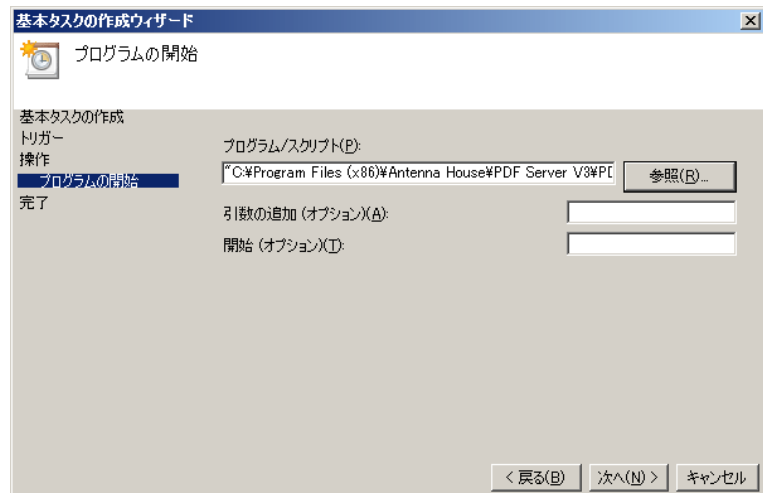 基本タスクの作成ウィザード
プログラムの開始
基本タスクの作成
トリガー
操作
プログラムの開始
完了
プログラム/スクリプト(P):
"C:¥Program Files (x86)¥Antenna House¥PDF Server V3¥PD
参照(R)...
引数の追加 (オプション)(A):
開始 (オプション)(T):
< 戻る(B)
次へ(N) >
キャンセル